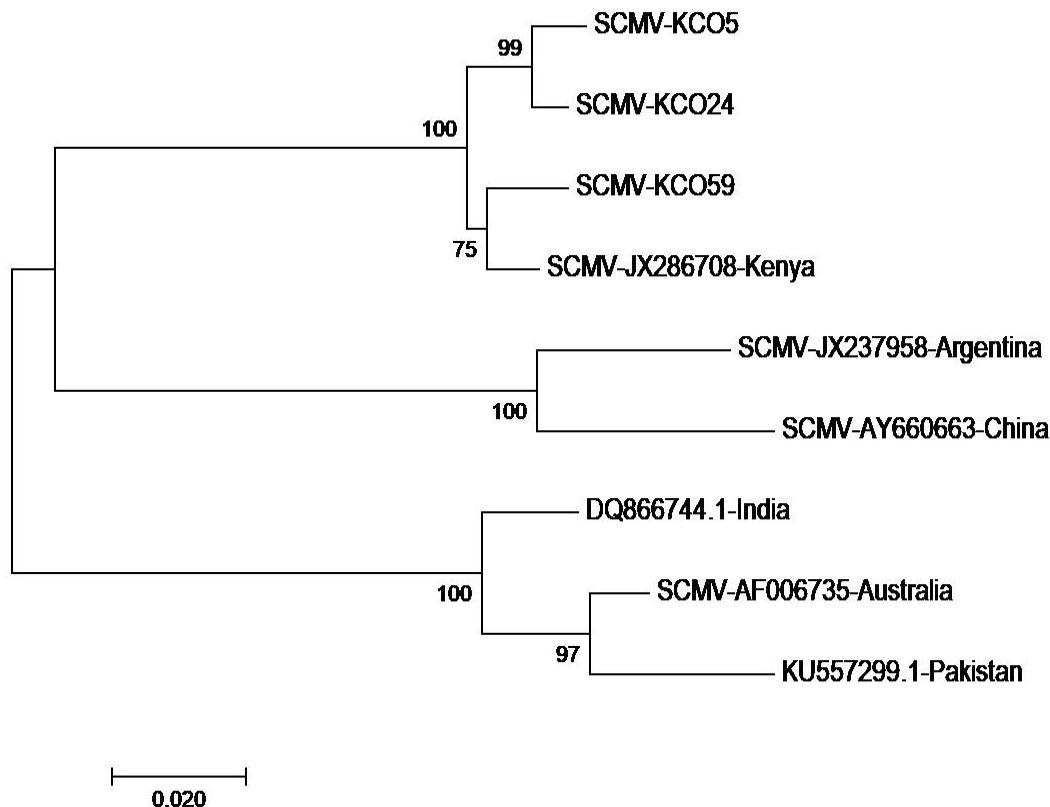 SCMV-KCO5
99
SCMV-KCO24
100
SCMV-KCO59
75
SCMV-JX286708-Kenya
SCMV-JX237958-Argentina
100
SCMV-AY660663-China
DQ866744.1-India
100
SCMV-AF006735-Australia
97
KU557299.1-Pakistan
0.020